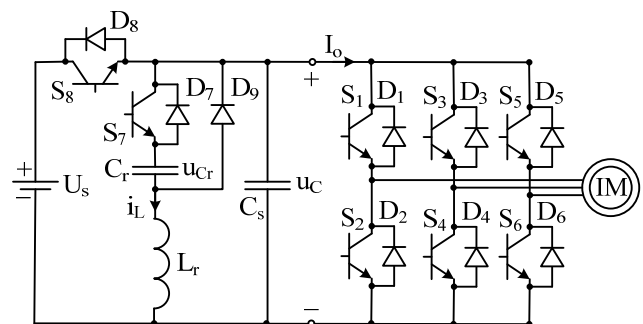 D8
S8
Io
+
S7
D7
D9
S1
D1
S3
D3
S5
D5
+
−
Us
Cr
uCr
iL
Cs
uC
IM
S2
D2
S4
D4
S6
D6
Lr
−